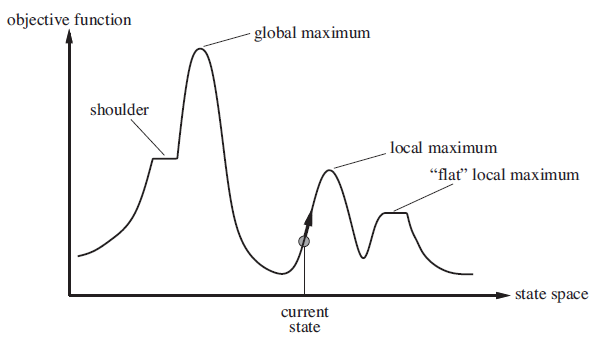 objective function
global maximum
shoulder
local maximum
“flat” local maximum
state space
current
state